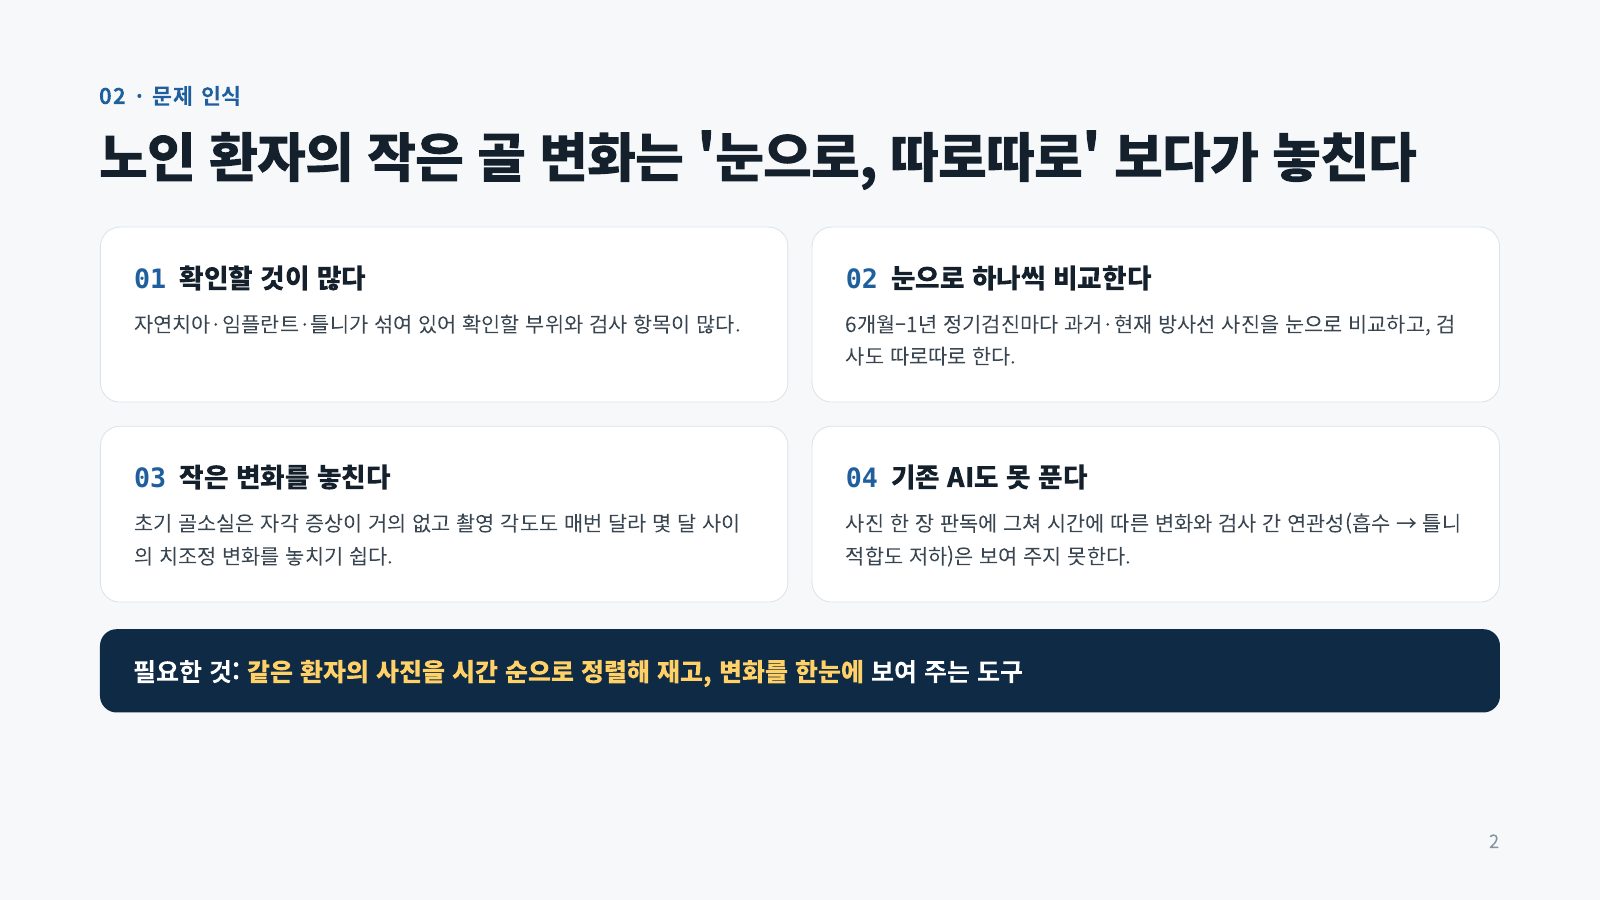 02 · 문제 인식
노인 환자의 작은 골 변화는 '눈으로, 따로따로' 보다가 놓친다
01 확인할 것이 많다
자연치아·임플란트·틀니가 섞여 있어 확인할 부위와 검사 항목이 많다.
02 눈으로 하나씩 비교한다
6개월–1년 정기검진마다 과거·현재 방사선 사진을 눈으로 비교하고, 검
사도 따로따로 한다.
03 작은 변화를 놓친다
초기 골소실은 자각 증상이 거의 없고 촬영 각도도 매번 달라 몇 달 사이
의 치조정 변화를 놓치기 쉽다.
04 기존 AI도 못 푼다
사진 한 장 판독에 그쳐 시간에 따른 변화와 검사 간 연관성(흡수 → 틀니
적합도 저하)은 보여 주지 못한다.
필요한 것: 같은 환자의 사진을 시간 순으로 정렬해 재고, 변화를 한눈에 보여 주는 도구
2